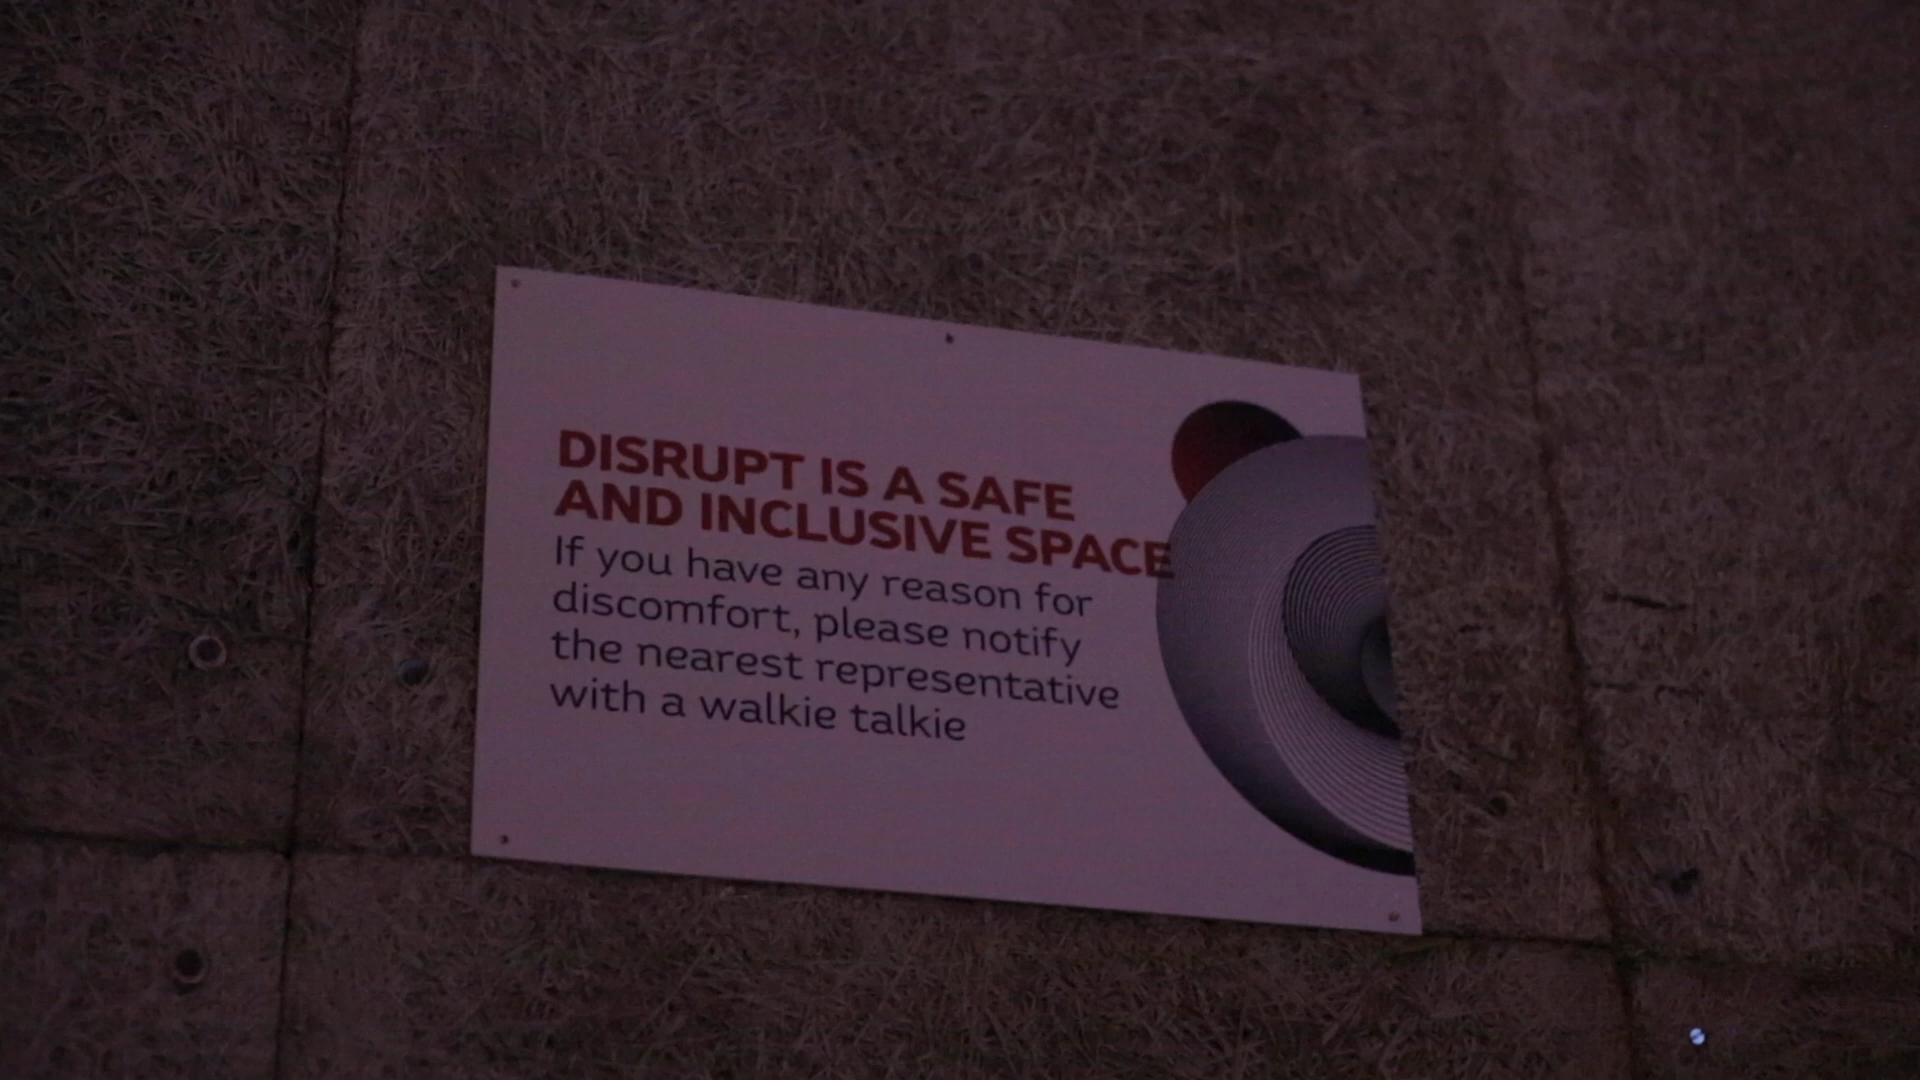 DISRUPT IS A SAFE
AND INCLUSIVE SPACE
If you have any reason for
discomfort, please notify
the nearest representative
with a walkie talkie